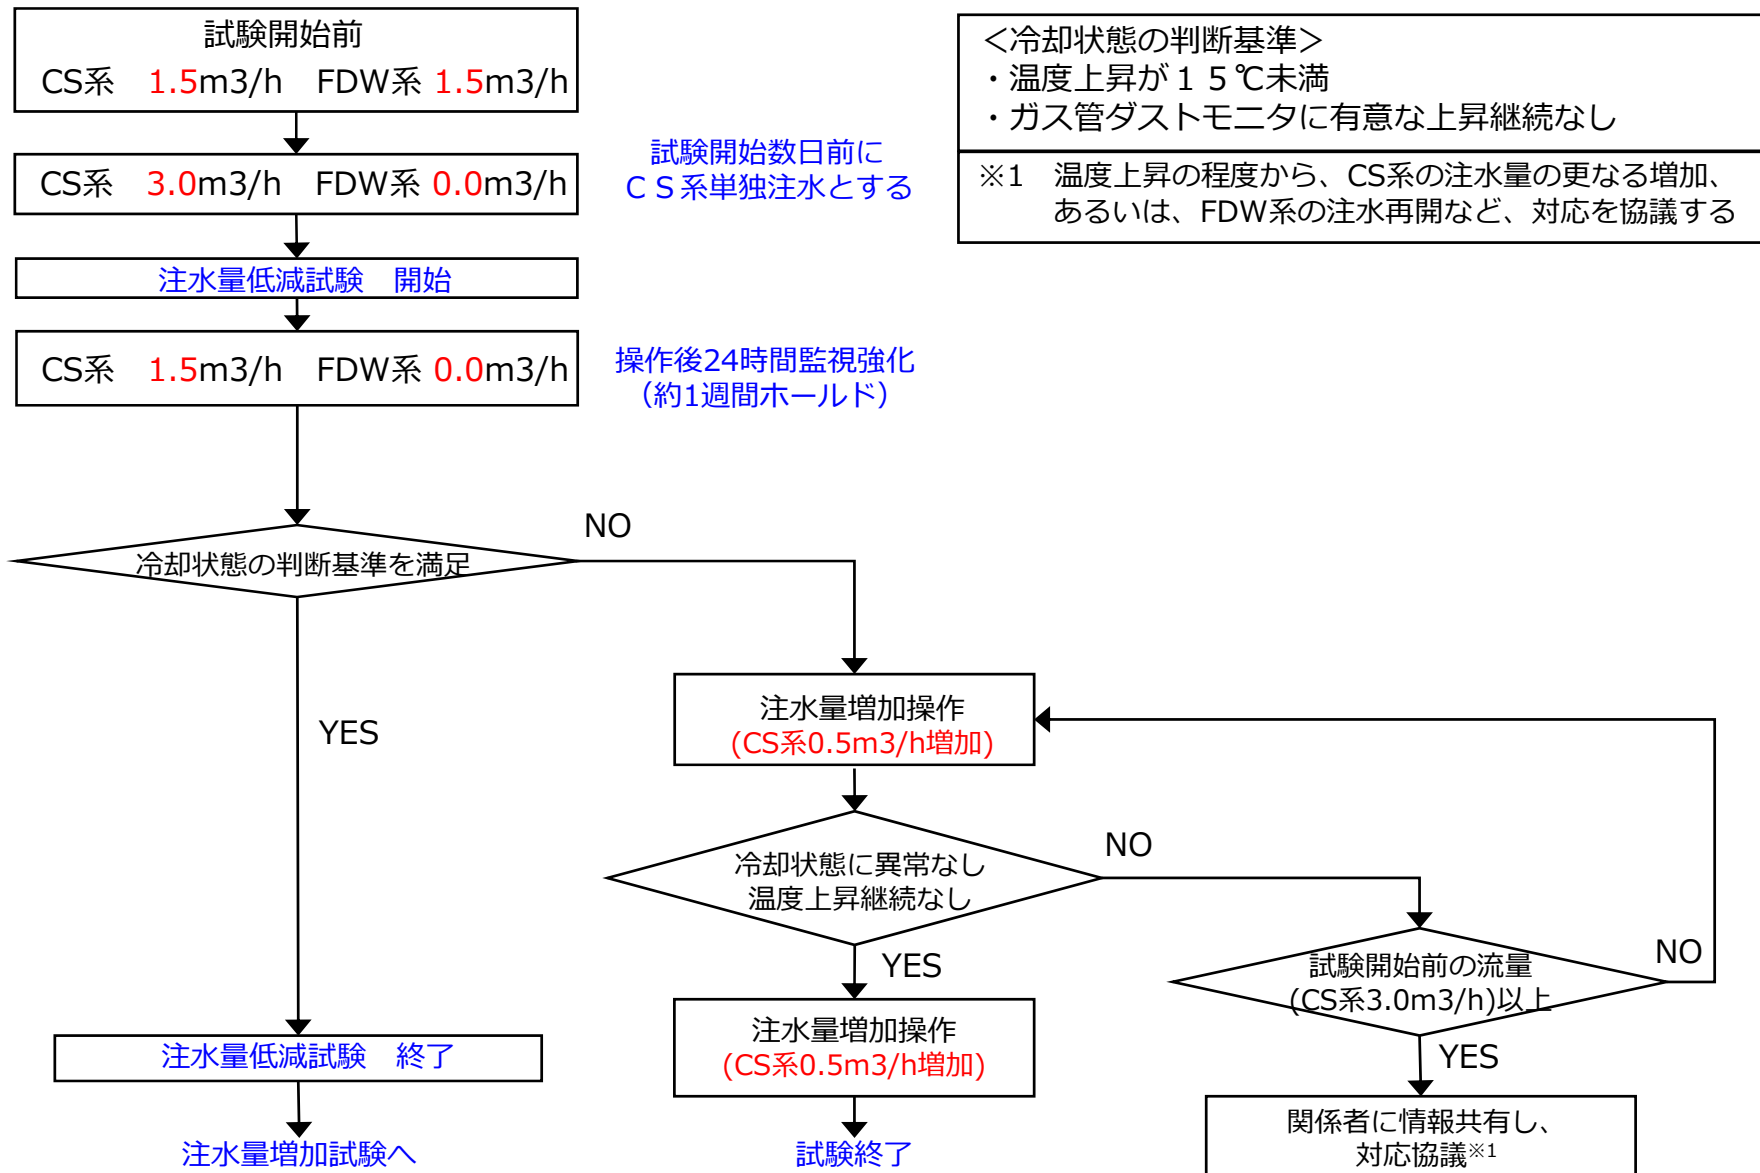 試験開始前
CS系　1.5m3/h　FDW系 1.5m3/h
CS系　3.0m3/h　FDW系 0.0m3/h
試験開始数日前に
ＣＳ系単独注水とする
注水量低減試験　開始
CS系　1.5m3/h　FDW系 0.0m3/h
操作後24時間監視強化
（約1週間ホールド）
＜冷却状態の判断基準＞
・温度上昇が１５℃未満
・ガス管ダストモニタに有意な上昇継続なし
※1　温度上昇の程度から、CS系の注水量の更なる増加、
あるいは、FDW系の注水再開など、対応を協議する
冷却状態の判断基準を満足
NO
YES
注水量増加操作
(CS系0.5m3/h増加)
冷却状態に異常なし
温度上昇継続なし
NO
YES
試験開始前の流量
(CS系3.0m3/h)以上
NO
YES
注水量低減試験　終了
注水量増加試験へ
注水量増加操作
(CS系0.5m3/h増加)
試験終了
関係者に情報共有し、
対応協議※1